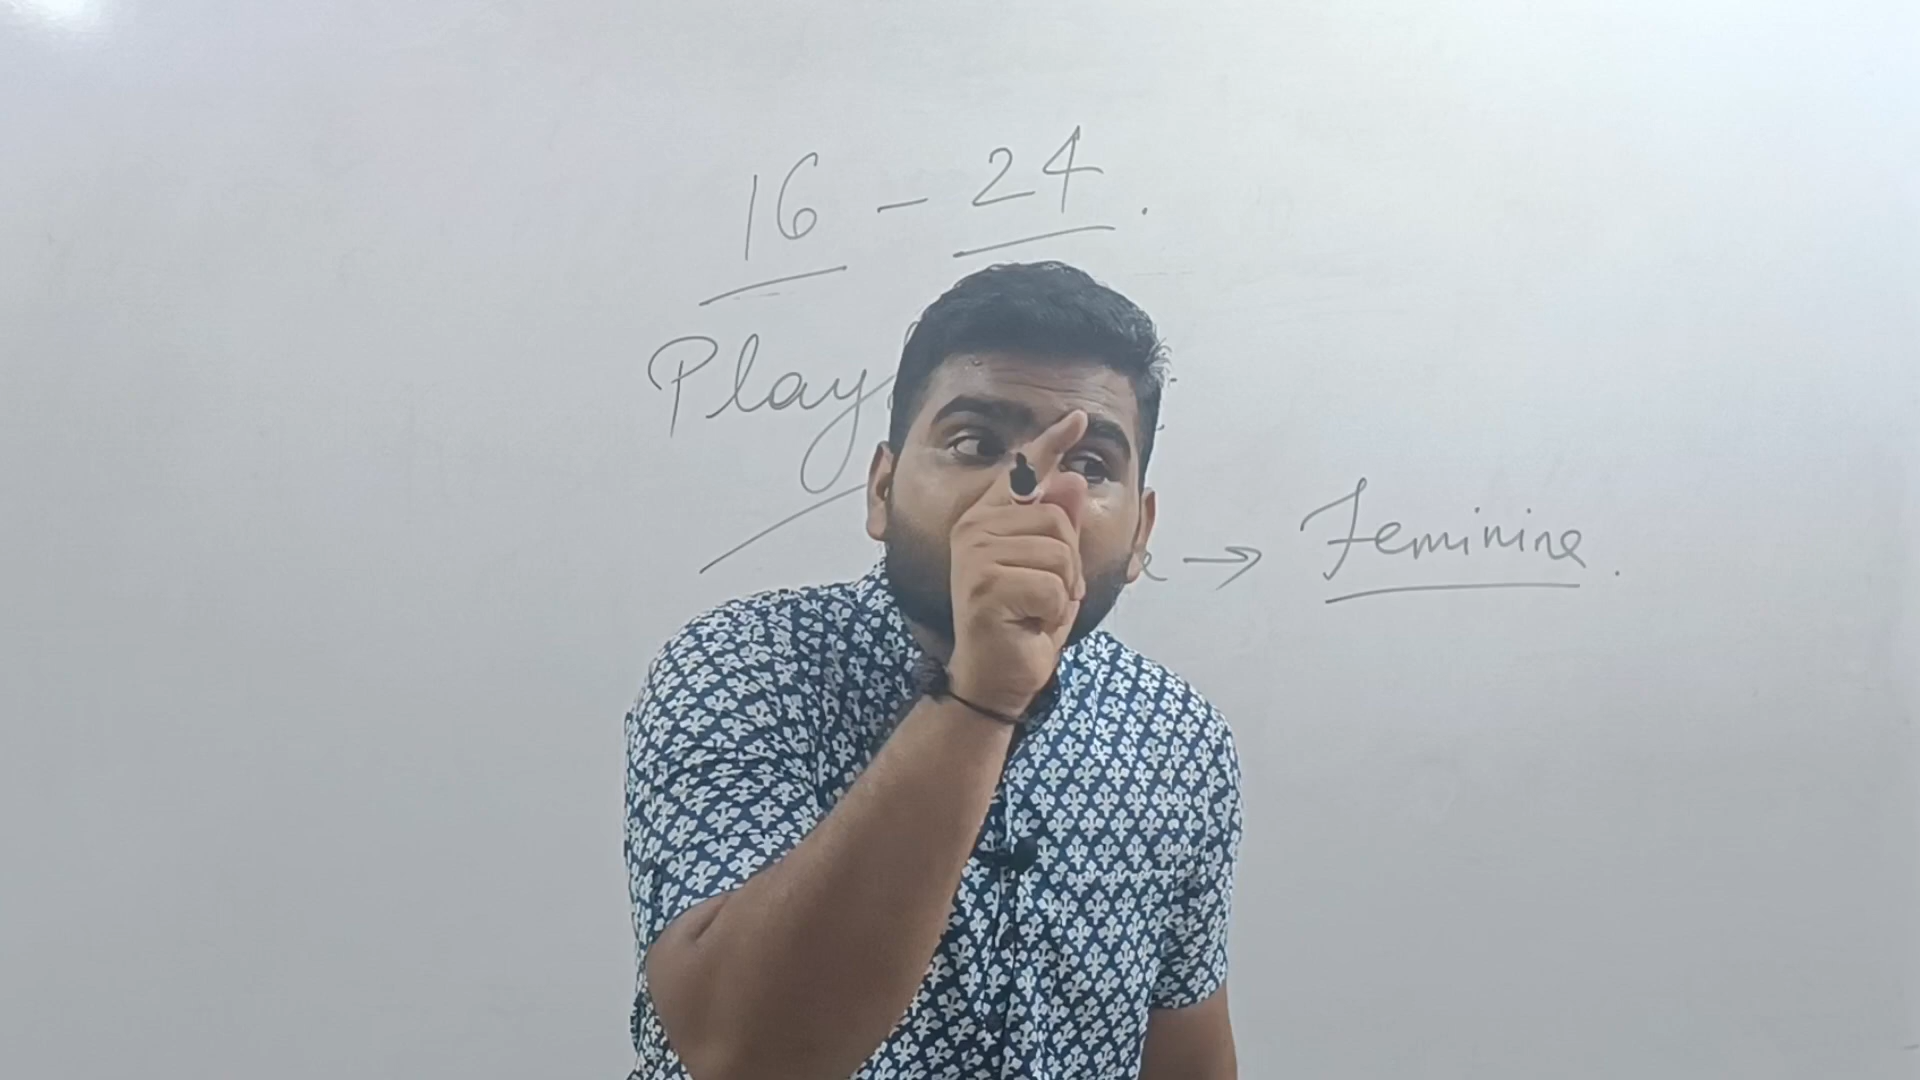 16 - 24.
Play
→ Feminine.